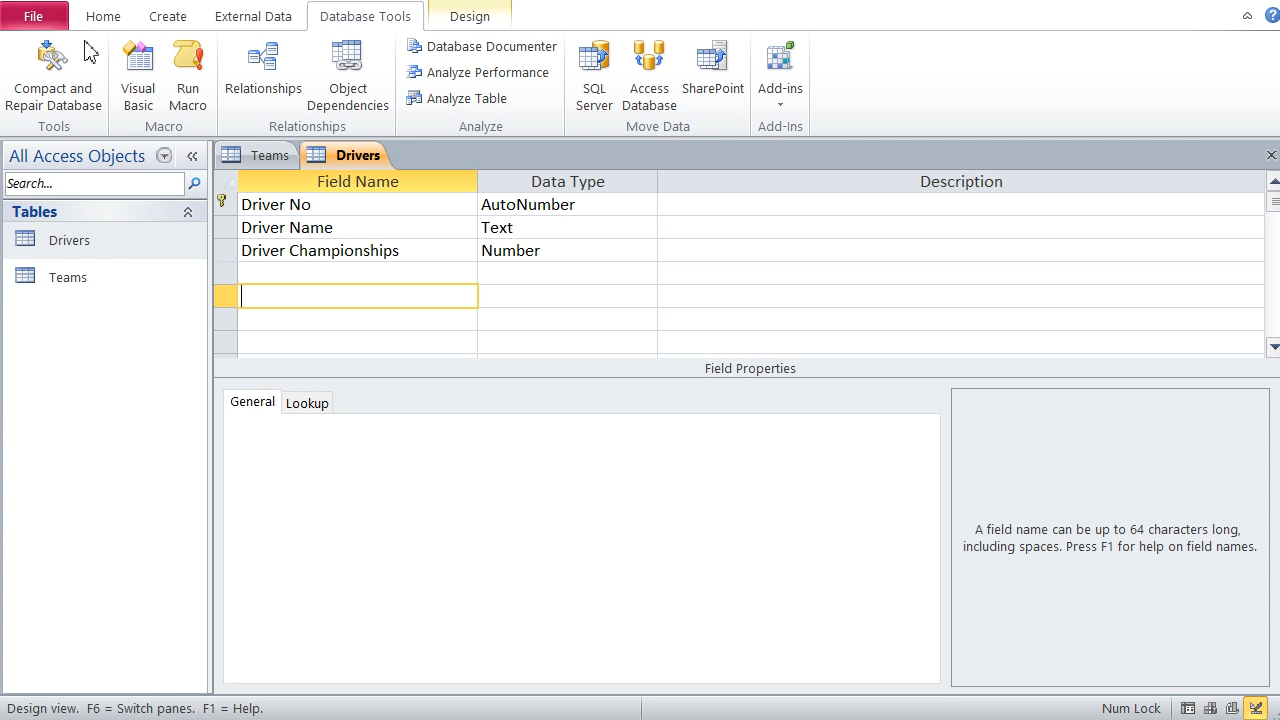 File Home Create External Data Database Tools Design
Compact and Repair Database
Visual Basic
Run Macro
Relationships
Object Dependencies
Database Documenter
Analyze Performance
Analyze Table
SQL Server
Access Database
SharePoint
Add-ins
Tools Macro Relationships Analyze Move Data Add-Ins
All Access Objects
Search...
Tables
Drivers
Teams
Teams Drivers
Field Name Data Type Description
Driver No AutoNumber
Driver Name Text
Driver Championships Number
Field Properties
General Lookup
A field name can be up to 64 characters long,
including spaces. Press F1 for help on field names.
Design view. F6 = Switch panes. F1 = Help. Num Lock